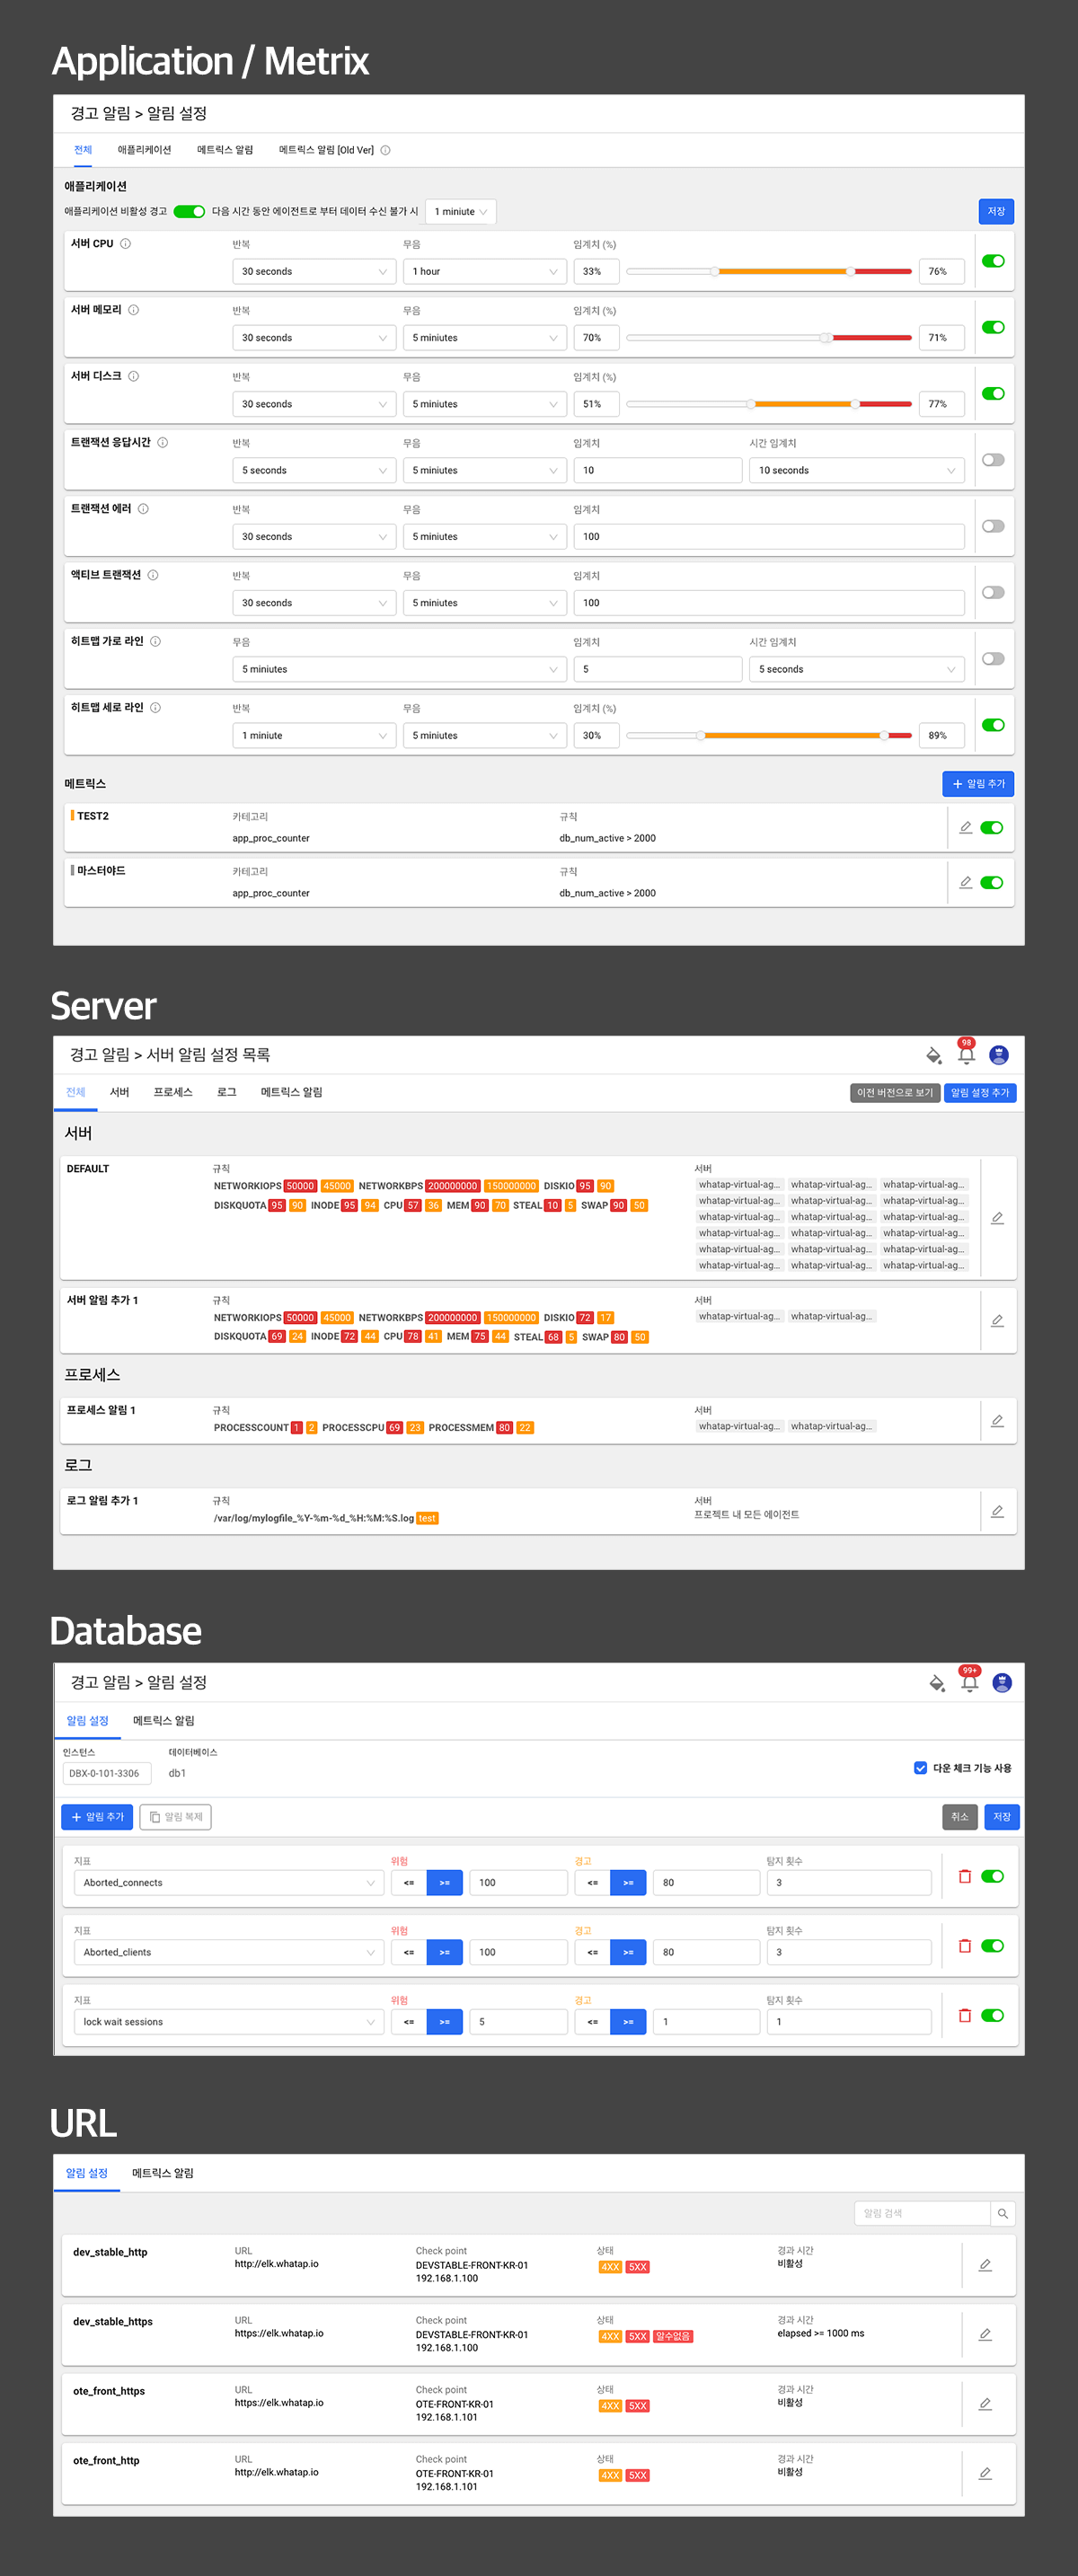 Application / Metrix
경고 알림 > 알림 설정
전체 애플리케이션 메트릭스 알림 메트릭스 알림 [Old Ver]
애플리케이션
애플리케이션 비활성 경고 다음 시간 동안 에이전트로 부터 데이터 수신 불가 시 1 miniute 저장
서버 CPU 반복 무음 임계치 (%)
30 seconds 1 hour 33% 76%
서버 메모리 반복 무음 임계치 (%)
30 seconds 5 miniutes 70% 71%
서버 디스크 반복 무음 임계치 (%)
30 seconds 5 miniutes 51% 77%
트랜잭션 응답시간 반복 무음 임계치 시간 임계치
5 seconds 5 miniutes 10 10 seconds
트랜잭션 에러 반복 무음 임계치
30 seconds 5 miniutes 100
액티브 트랜잭션 반복 무음 임계치
30 seconds 5 miniutes 100
히트맵 가로 라인 무음 임계치 시간 임계치
5 miniutes 5 5 seconds
히트맵 세로 라인 반복 무음 임계치 (%)
1 miniute 5 miniutes 30% 89%
메트릭스 + 알림 추가
TEST2 카테고리 규칙
app_proc_counter db_num_active > 2000
마스터야드 카테고리 규칙
app_proc_counter db_num_active > 2000
Server
경고 알림 > 서버 알림 설정 목록 98
전체 서버 프로세스 로그 메트릭스 알림 이전 버전으로 보기 알림 설정 추가
서버
DEFAULT 규칙 서버
NETWORKIOPS 50000 45000 NETWORKBPS 200000000 150000000 DISKIO 95 90
DISKQUOTA 95 90 INODE 95 94 CPU 57 36 MEM 90 70 STEAL 10 5 SWAP 90 50
whatap-virtual-ag... whatap-virtual-ag... whatap-virtual-ag...
whatap-virtual-ag... whatap-virtual-ag... whatap-virtual-ag...
whatap-virtual-ag... whatap-virtual-ag... whatap-virtual-ag...
whatap-virtual-ag... whatap-virtual-ag... whatap-virtual-ag...
whatap-virtual-ag... whatap-virtual-ag... whatap-virtual-ag...
whatap-virtual-ag... whatap-virtual-ag... whatap-virtual-ag...
서버 알림 추가 1 규칙 서버
NETWORKIOPS 50000 45000 NETWORKBPS 200000000 150000000 DISKIO 72 17
DISKQUOTA 69 24 INODE 72 44 CPU 78 41 MEM 75 44 STEAL 68 5 SWAP 80 50
whatap-virtual-ag... whatap-virtual-ag...
프로세스
프로세스 알림 1 규칙 서버
PROCESSCOUNT 1 2 PROCESSCPU 69 23 PROCESSMEM 80 22 whatap-virtual-ag... whatap-virtual-ag...
로그
로그 알림 추가 1 규칙 서버
/var/log/mylogfile_%Y-%m-%d_%H:%M:%S.log test 프로젝트 내 모든 에이전트
Database
경고 알림 > 알림 설정 99+
알림 설정 메트릭스 알림
인스턴스 데이터베이스
DBX-0-101-3306 db1 다운 체크 기능 사용
+ 알림 추가 알림 복제 취소 저장
지표 위험 경고 탐지 횟수
Aborted_connects <= >= 100 <= >= 80 3
지표 위험 경고 탐지 횟수
Aborted_clients <= >= 100 <= >= 80 3
지표 위험 경고 탐지 횟수
lock wait sessions <= >= 5 <= >= 1 1
URL
알림 설정 메트릭스 알림
알림 검색
dev_stable_http URL Check point 상태 경과 시간
http://elk.whatap.io DEVSTABLE-FRONT-KR-01 4XX 5XX 비활성
192.168.1.100
dev_stable_https URL Check point 상태 경과 시간
https://elk.whatap.io DEVSTABLE-FRONT-KR-01 4XX 5XX 알수없음 elapsed >= 1000 ms
192.168.1.100
ote_front_https URL Check point 상태 경과 시간
https://elk.whatap.io OTE-FRONT-KR-01 4XX 5XX 비활성
192.168.1.101
ote_front_http URL Check point 상태 경과 시간
http://elk.whatap.io OTE-FRONT-KR-01 4XX 5XX 비활성
192.168.1.101